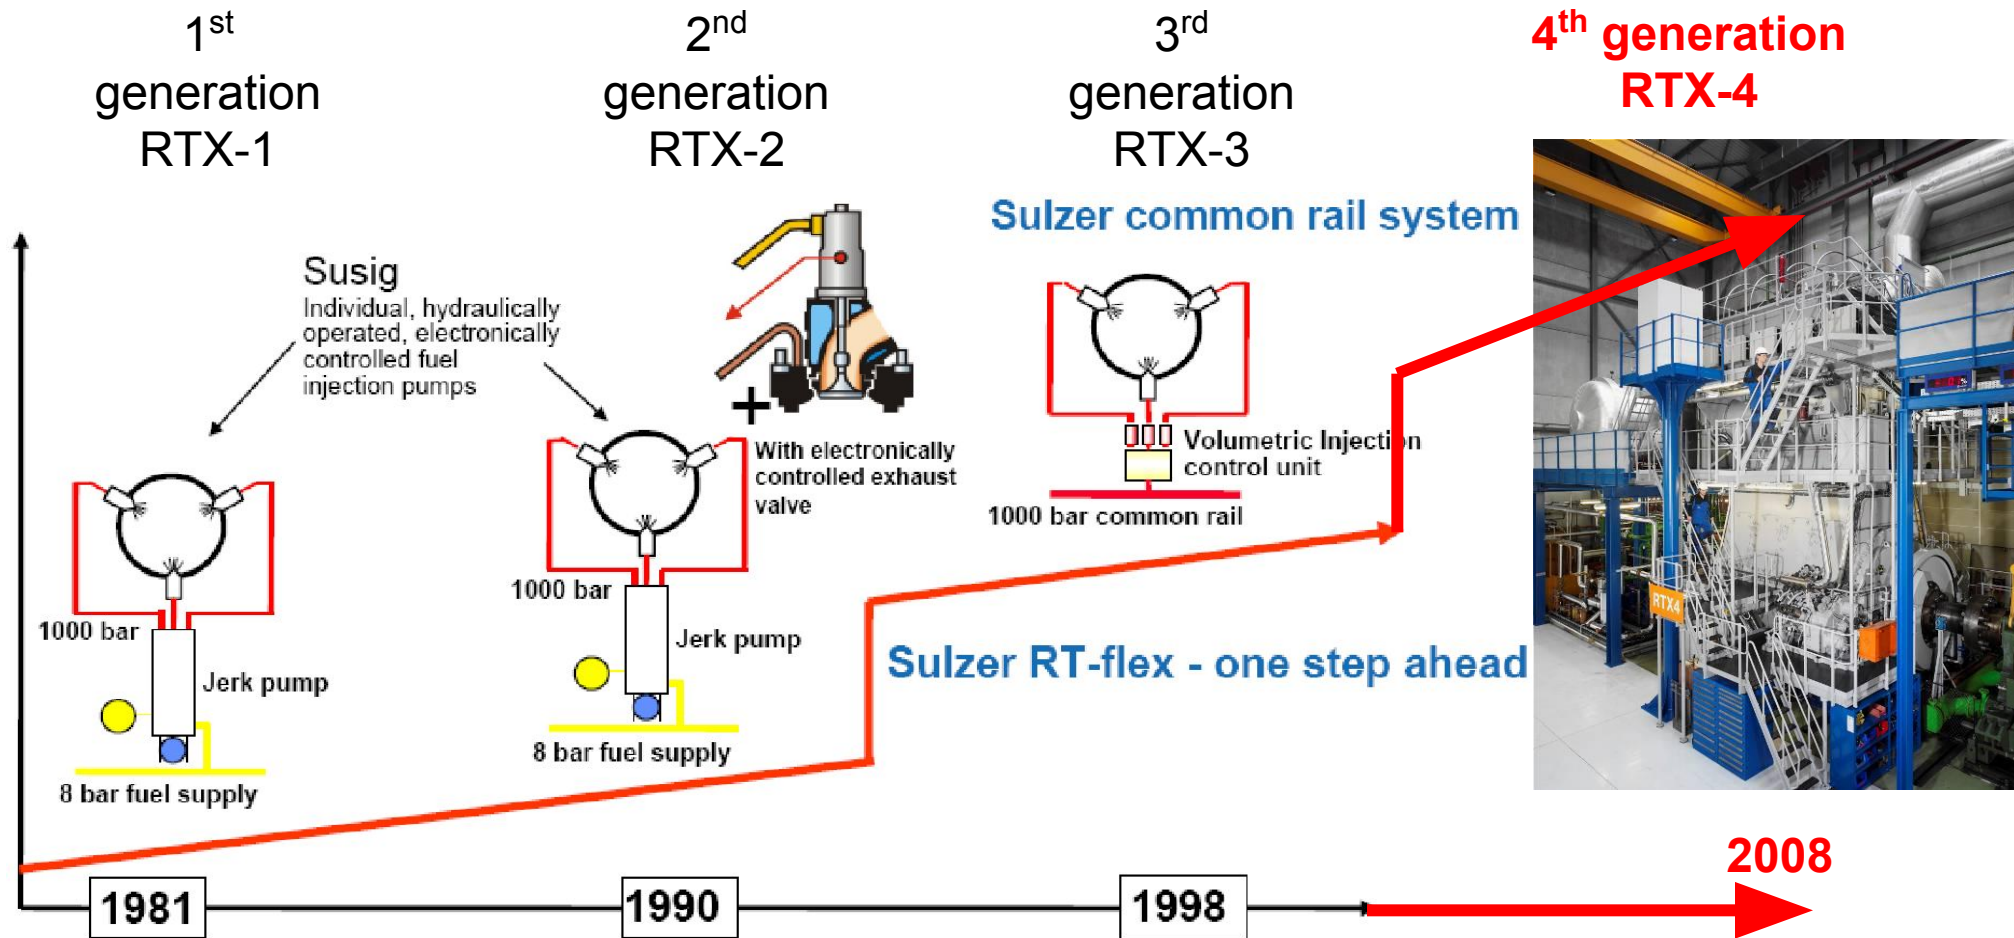 1st
generation
RTX-1
2nd
generation
RTX-2
3rd
generation
RTX-3
4th generation
RTX-4
Sulzer common rail system
Susig
Individual, hydraulically
operated, electronically
controlled fuel
injection pumps
+
With electronically
controlled exhaust
valve
Volumetric Injection
control unit
1000 bar common rail
1000 bar
Jerk pump
8 bar fuel supply
1000 bar
Jerk pump
8 bar fuel supply
Sulzer RT-flex - one step ahead
RTX4
2008
1981
1990
1998